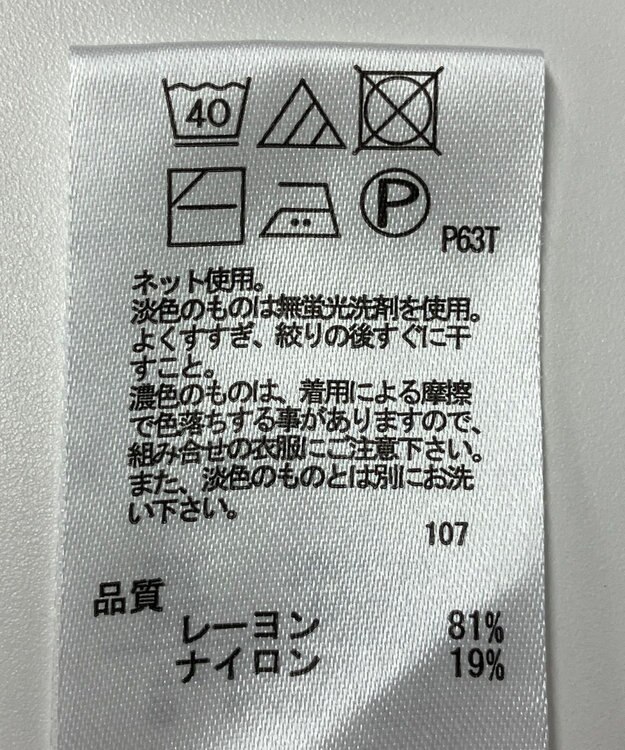 40
P
P63T
ネット使用。
淡色のものは無蛍光洗剤を使用。
よくすすぎ、絞りの後すぐに干
すこと。
濃色のものは、着用による摩擦
で色落ちする事がありますので、
組み合せの衣服にご注意下さい。
また、淡色のものとは別にお洗
い下さい。
107
品質
レーヨン 81%
ナイロン 19%